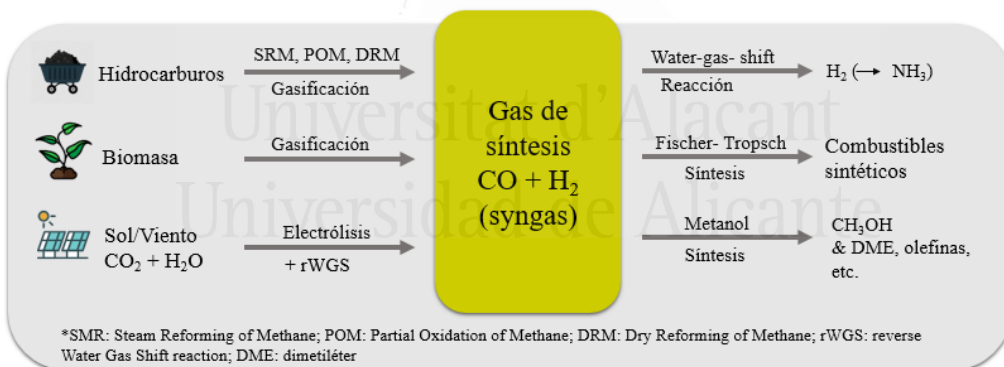 Hidrocarburos
SRM, POM, DRM
Gasificación
Biomasa
Gasificación
Sol/Viento
CO₂ + H₂O
Electrólisis
+ rWGS
Gas de
síntesis
CO + H₂
(syngas)
Water-gas- shift
Reacción
H₂ (→ NH₃)
Fischer- Tropsch
Síntesis
Combustibles
sintéticos
Metanol
Síntesis
CH₃OH
& DME, olefinas,
etc.
Universitat d'Alacant
Universidad de Alicante
*SMR: Steam Reforming of Methane; POM: Partial Oxidation of Methane; DRM: Dry Reforming of Methane; rWGS: reverse
Water Gas Shift reaction; DME: dimetiléter